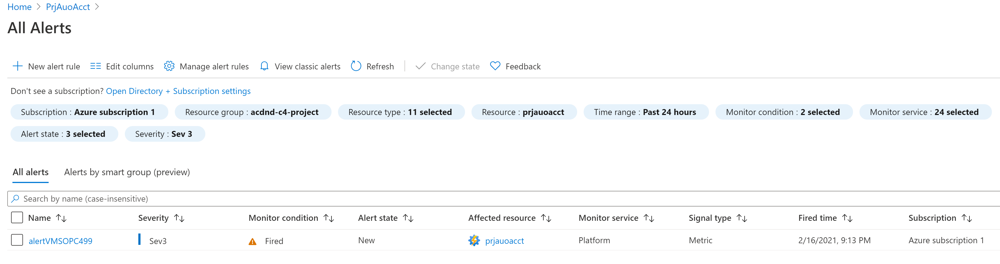 Home > PrjAuoAcct >
All Alerts
New alert rule Edit columns Manage alert rules View classic alerts Refresh Change state Feedback
Don't see a subscription? Open Directory + Subscription settings
Subscription : Azure subscription 1 Resource group : acdnd-c4-project Resource type : 11 selected Resource : prjauoacct Time range : Past 24 hours Monitor condition : 2 selected Monitor service : 24 selected
Alert state : 3 selected Severity : Sev 3
All alerts Alerts by smart group (preview)
Search by name (case-insensitive)
Name Severity Monitor condition Alert state Affected resource Monitor service Signal type Fired time Subscription
alertVMSOPC499 Sev3 Fired New prjauoacct Platform Metric 2/16/2021, 9:13 PM Azure subscription 1